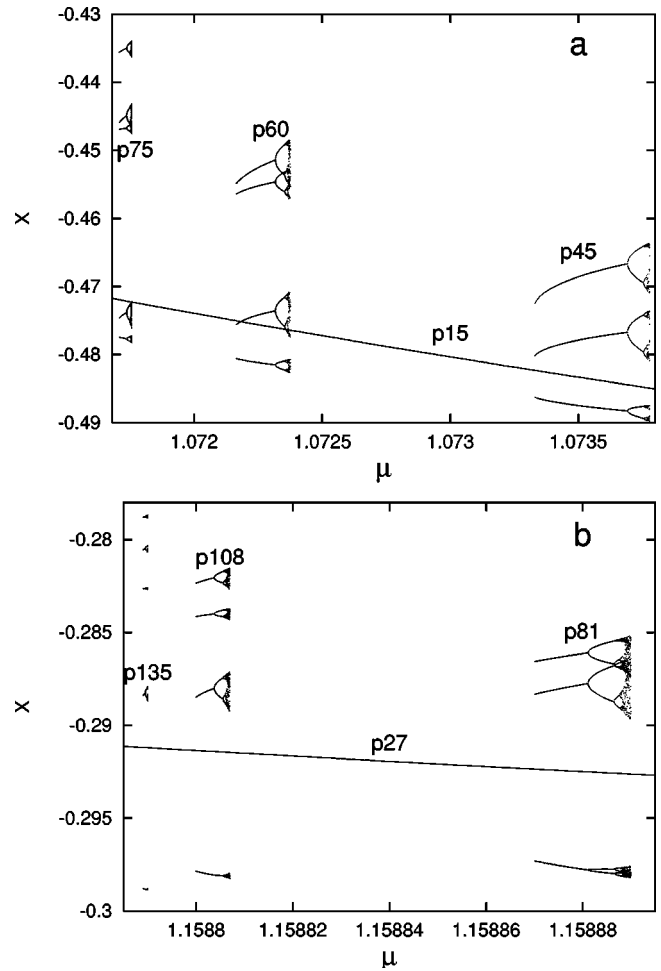 -0.43
a
-0.44
p60
-0.45
p75
-0.46
x
p45
-0.47
p15
-0.48
-0.49
1.072 1.0725 1.073 1.0735
μ
b
-0.28
p108
p81
-0.285
p135
x
-0.29
p27
-0.295
-0.3
1.1588 1.15882 1.15884 1.15886 1.15888
μ